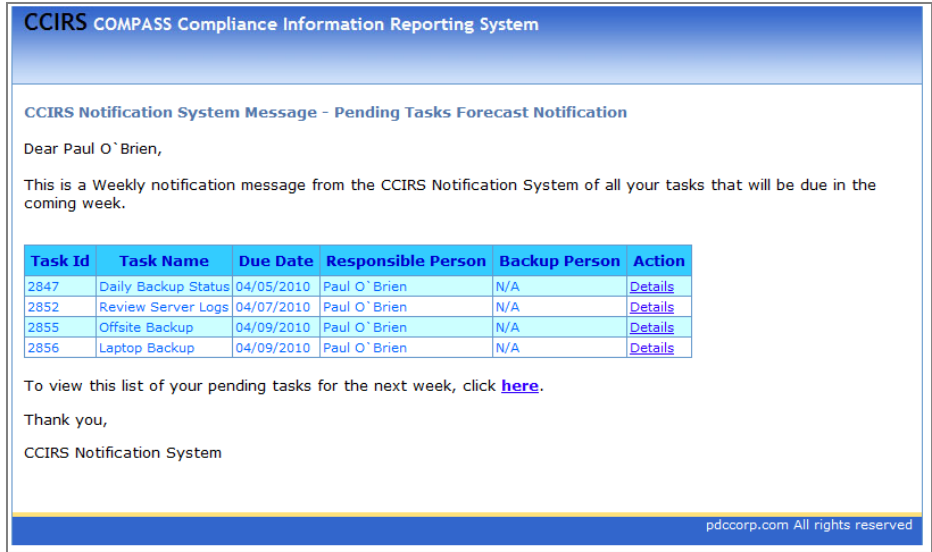 CCIRS COMPASS Compliance Information Reporting System
CCIRS Notification System Message - Pending Tasks Forecast Notification
Dear Paul O`Brien,
This is a Weekly notification message from the CCIRS Notification System of all your tasks that will be due in the
coming week.
Task Id Task Name Due Date Responsible Person Backup Person Action
2847 Daily Backup Status 04/05/2010 Paul O`Brien N/A Details
2852 Review Server Logs 04/07/2010 Paul O`Brien N/A Details
2855 Offsite Backup 04/09/2010 Paul O`Brien N/A Details
2856 Laptop Backup 04/09/2010 Paul O`Brien N/A Details
To view this list of your pending tasks for the next week, click here.
Thank you,
CCIRS Notification System
pdccorp.com All rights reserved